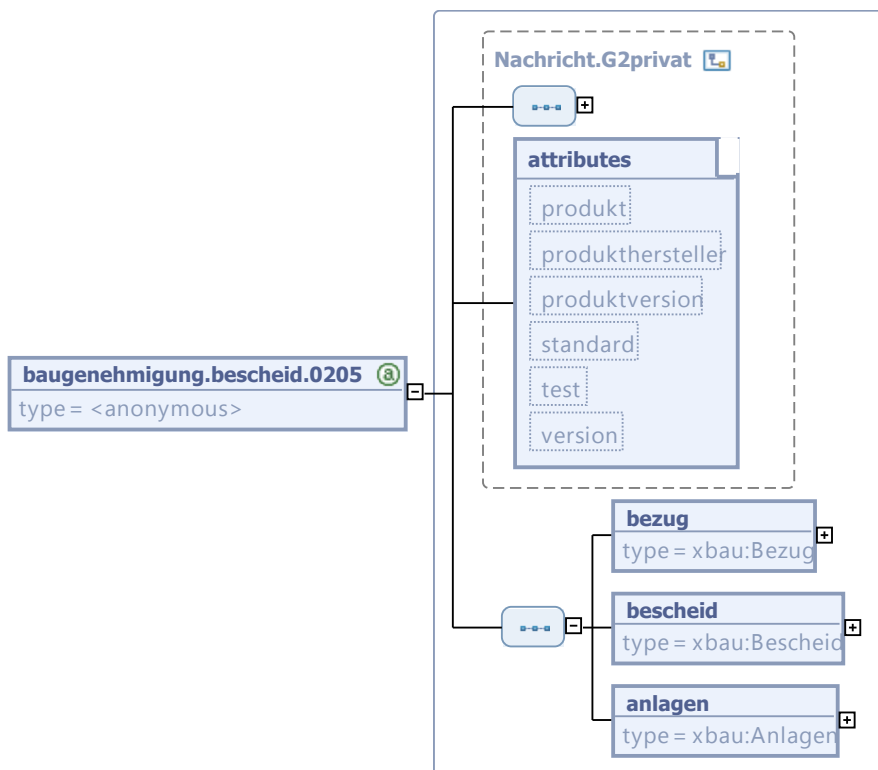 Nachricht.G2privat
attributes
produkt
produkthersteller
produktversion
standard
test
version
baugenehmigung.bescheid.0205
type = <anonymous>
bezug
type = xbau:Bezug
bescheid
type = xbau:Bescheid
anlagen
type = xbau:Anlagen